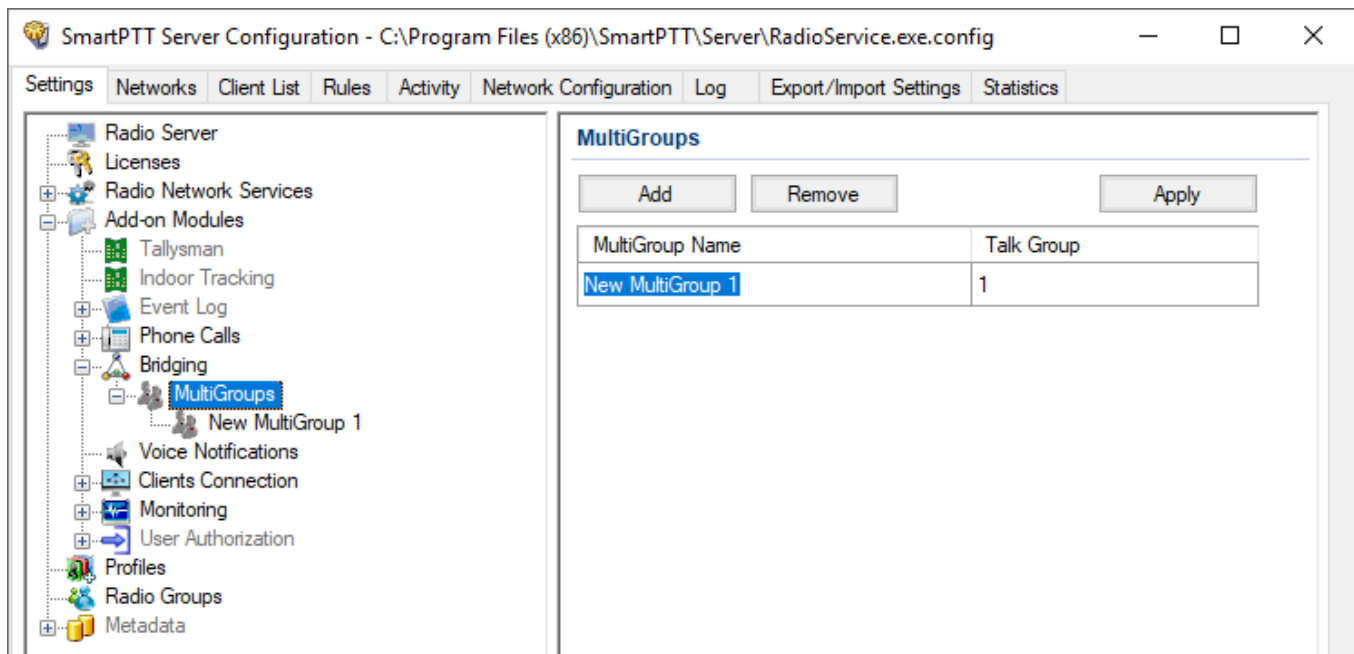 SmartPTT Server Configuration - C:\Program Files (x86)\SmartPTT\Server\RadioService.exe.config
Settings Networks Client List Rules Activity Network Configuration Log Export/Import Settings Statistics
Radio Server
Licenses
Radio Network Services
Add-on Modules
Tallysman
Indoor Tracking
Event Log
Phone Calls
Bridging
MultiGroups
New MultiGroup 1
Voice Notifications
Clients Connection
Monitoring
User Authorization
Profiles
Radio Groups
Metadata
MultiGroups
Add Remove Apply
MultiGroup Name Talk Group
New MultiGroup 1 1